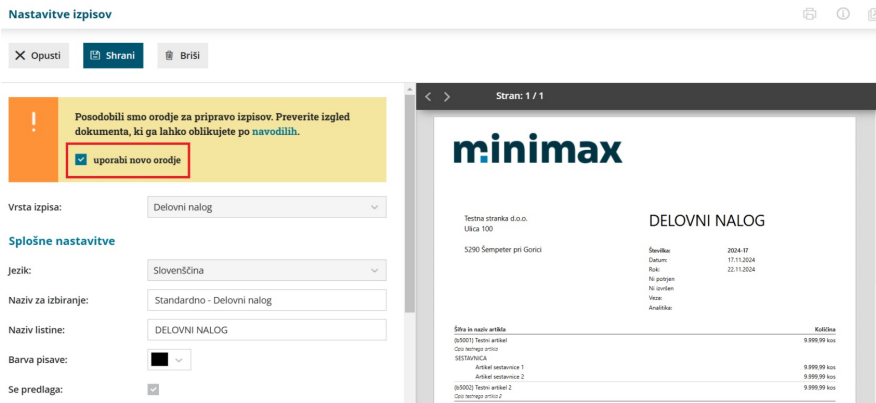 Nastavitve izpisov
Opusti
Shrani
Briši
!
Posodobili smo orodje za pripravo izpisov. Preverite izgled
dokumenta, ki ga lahko oblikujete po navodilih.
uporabi novo orodje
Vrsta izpisa:
Delovni nalog
Splošne nastavitve
Jezik:
Slovenščina
Naziv za izbiranje:
Standardno - Delovni nalog
Naziv listine:
DELOVNI NALOG
Barva pisave:
Se predlaga:
Stran: 1 / 1
minimax
Testna stranka d.o.o.
Ulica 100
5290 Šempeter pri Gorici
DELOVNI NALOG
Številka: 2024-17
Datum: 17.11.2024
Rok: 22.11.2024
Ni potrjen
Ni izvršen
Veza:
Analitika:
Šifra in naziv artikla Količina
(b5001) Testni artikel 9.999,99 kos
Opis testnega artikla
SESTAVNICA
Artikel sestavnice 1 9.999,99 kos
Artikel sestavnice 2 9.999,99 kos
(b5002) Testni artikel 2 9.999,99 kos
Opis testnega artikla 2